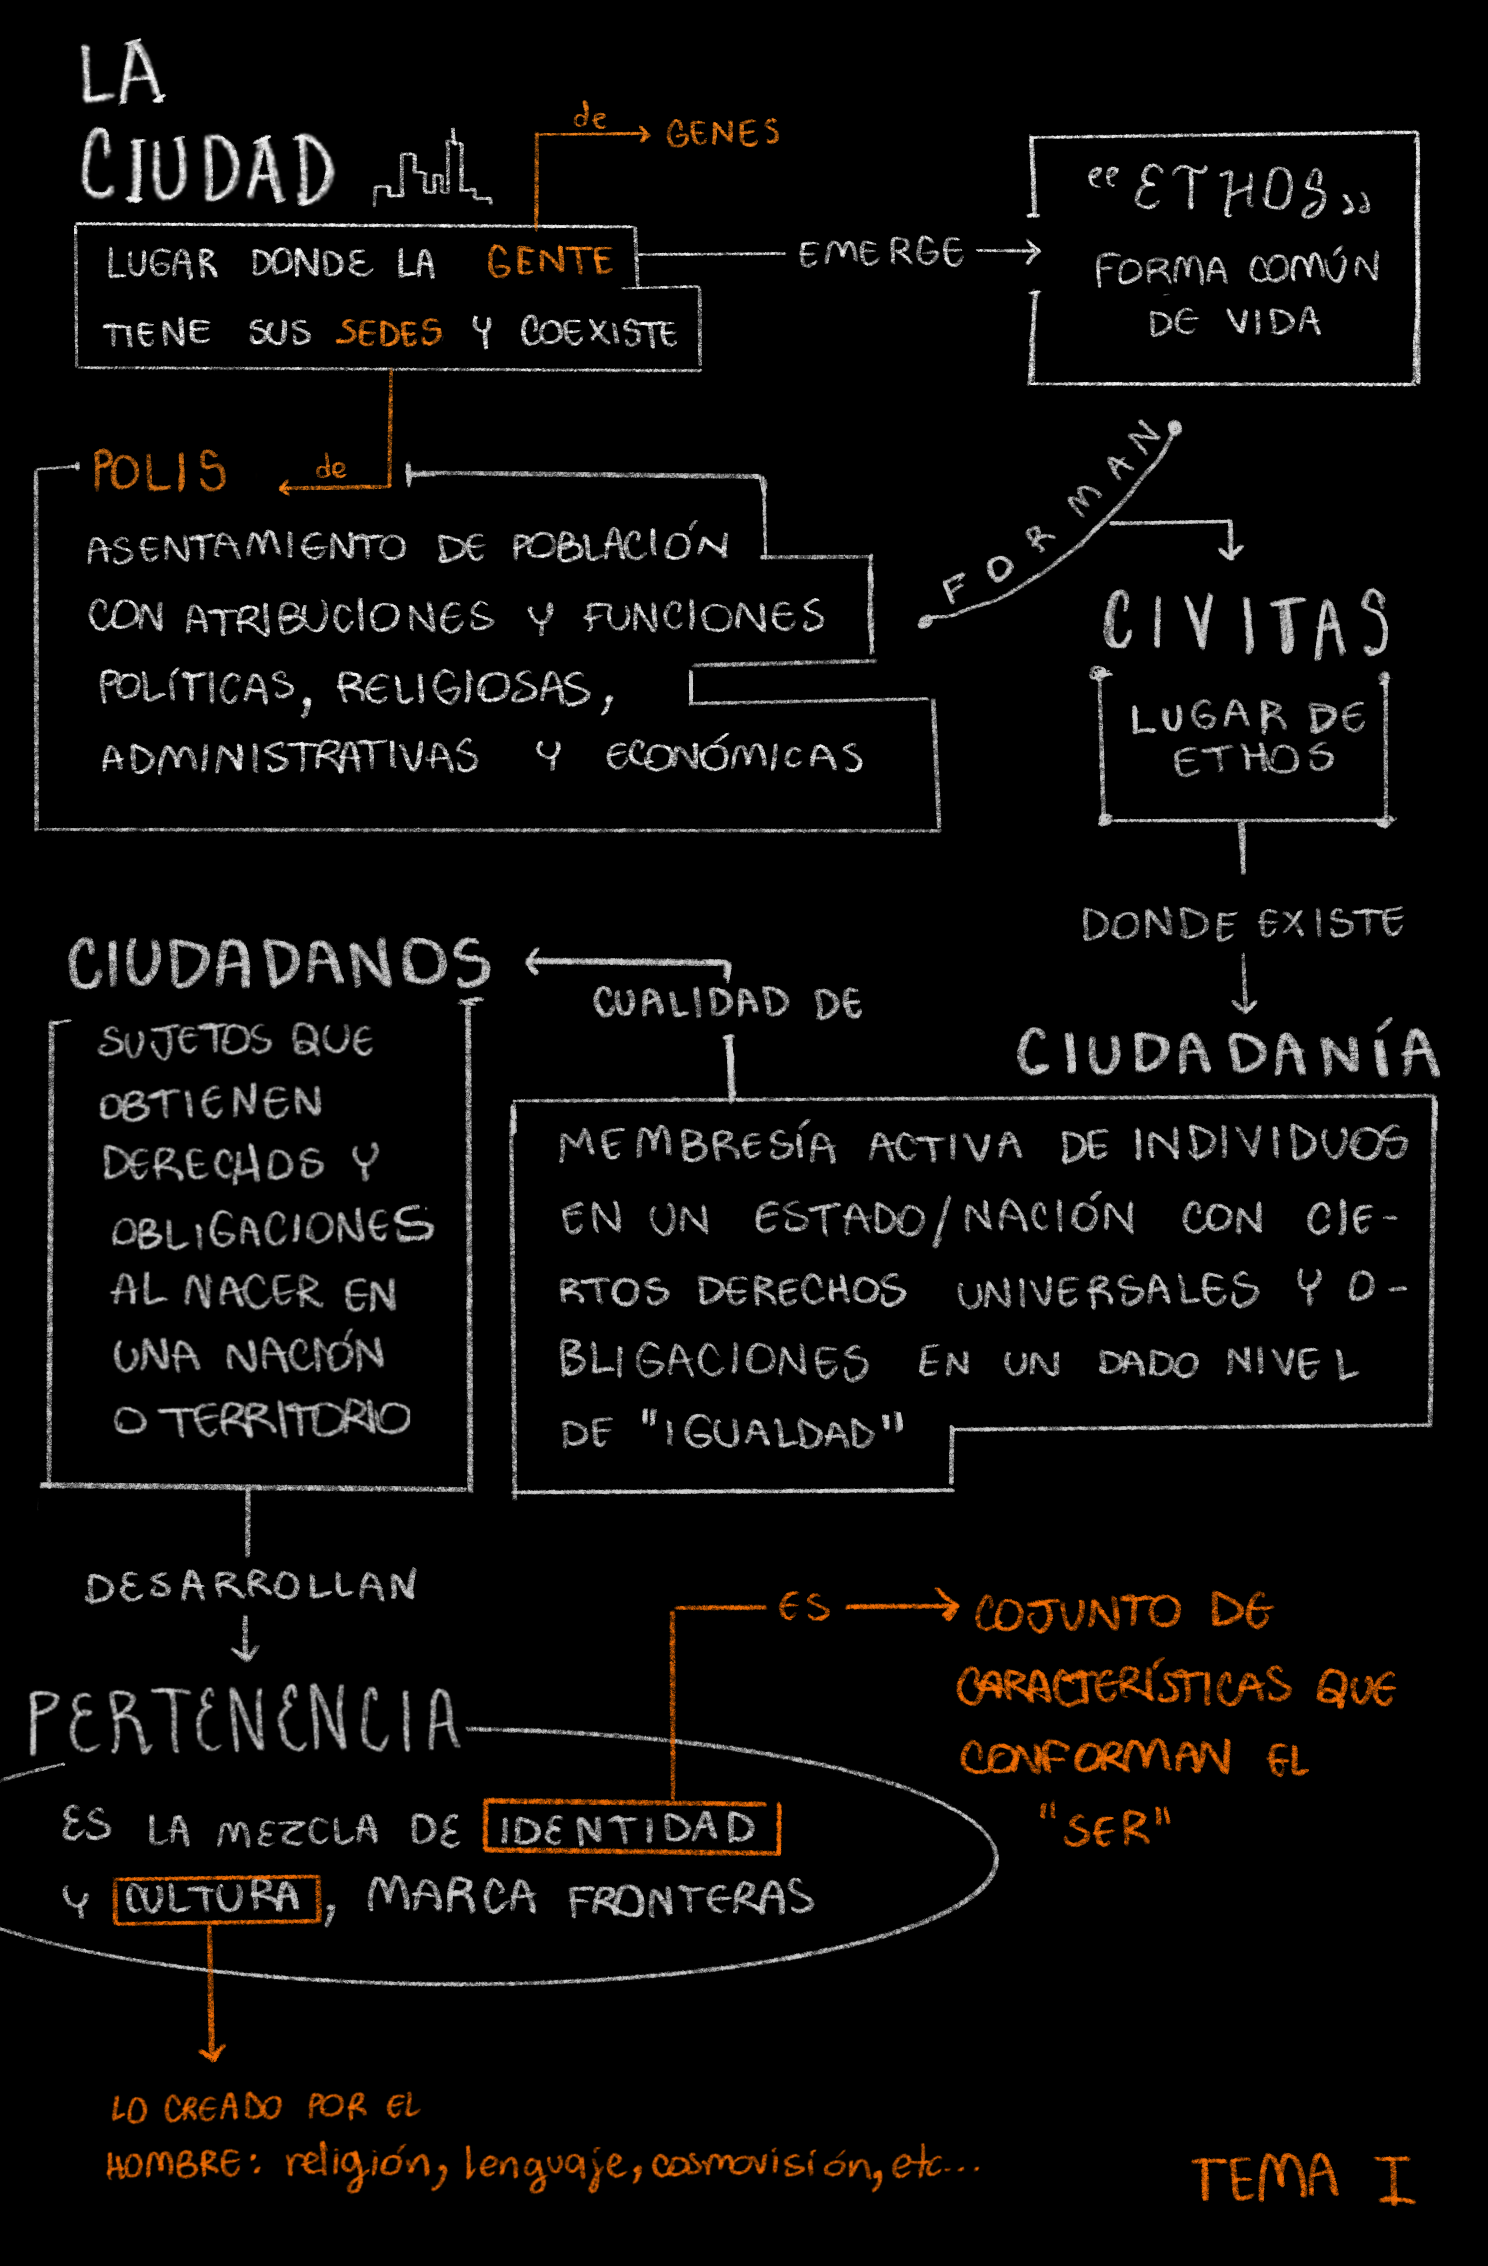 LA
CIUDAD
de
GENES
LUGAR DONDE LA GENTE
TIENE SUS SEDES Y COEXISTE
EMERGE
“ETHOS”
FORMA COMÚN
DE VIDA
POLIS
de
ASENTAMIENTO DE POBLACIÓN
CON ATRIBUCIONES Y FUNCIONES
POLÍTICAS, RELIGIOSAS,
ADMINISTRATIVAS Y ECONÓMICAS
FORMAN
CIVITAS
LUGAR DE
ETHOS
DONDE EXISTE
CIUDADANÍA
MEMBRESÍA ACTIVA DE INDIVIDUOS
EN UN ESTADO/NACIÓN CON CIE-
RTOS DERECHOS UNIVERSALES Y O-
BLIGACIONES EN UN DADO NIVEL
DE "IGUALDAD"
CUALIDAD DE
CIUDADANOS
SUJETOS QUE
OBTIENEN
DERECHOS Y
OBLIGACIONES
AL NACER EN
UNA NACIÓN
O TERRITORIO
DESARROLLAN
PERTENENCIA
ES LA MEZCLA DE IDENTIDAD
Y CULTURA, MARCA FRONTERAS
ES
COJUNTO DE
CARACTERÍSTICAS QUE
CONFORMAN EL
"SER"
LO CREADO POR EL
HOMBRE: religión, lenguaje, cosmovisión, etc...
TEMA I